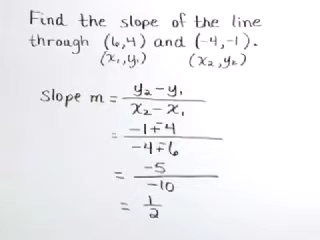 Find the slope of the line
through (6,4) and (-4,-1).
(x₁,y₁) (x₂,y₂)
slope m = y₂-y₁ / x₂-x₁
= -1-4 / -4-6
= -5 / -10
= 1/2